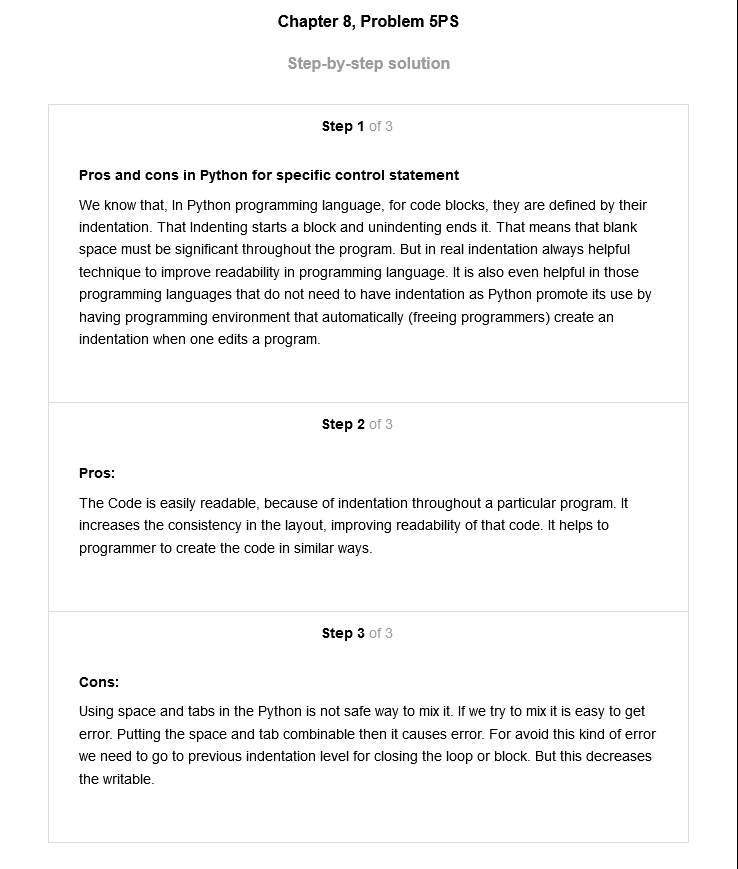 Chapter 8, Problem 5PS
Step-by-step solution
Step 1 of 3
Pros and cons in Python for specific control statement
We know that, In Python programming language, for code blocks, they are defined by their
indentation. That Indenting starts a block and unindenting ends it. That means that blank
space must be significant throughout the program. But in real indentation always helpful
technique to improve readability in programming language. It is also even helpful in those
programming languages that do not need to have indentation as Python promote its use by
having programming environment that automatically (freeing programmers) create an
indentation when one edits a program.
Step 2 of 3
Pros:
The Code is easily readable, because of indentation throughout a particular program. It
increases the consistency in the layout, improving readability of that code. It helps to
programmer to create the code in similar ways.
Step 3 of 3
Cons:
Using space and tabs in the Python is not safe way to mix it. If we try to mix it is easy to get
error. Putting the space and tab combinable then it causes error. For avoid this kind of error
we need to go to previous indentation level for closing the loop or block. But this decreases
the writable.